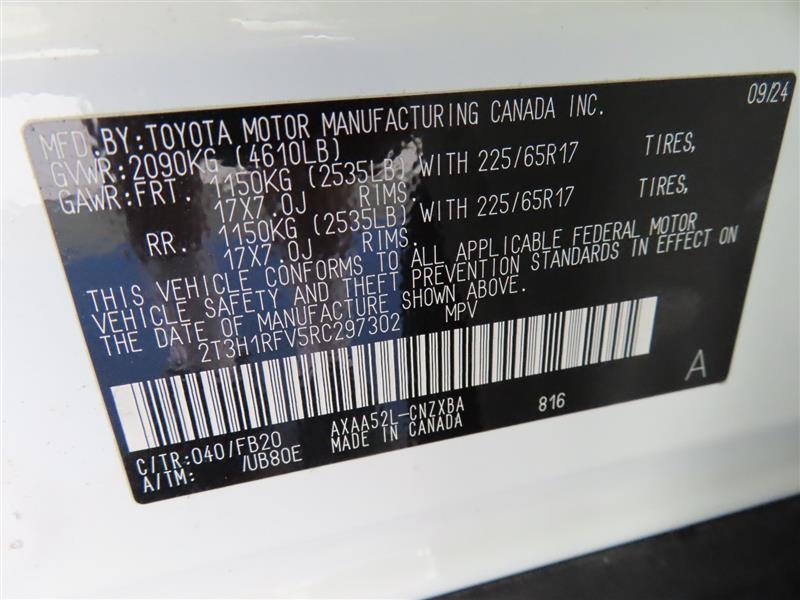 09/24
MFD.BY:TOYOTA MOTOR MANUFACTURING CANADA INC.
GVWR:2090KG (4610LB)
GAWR:FRT. 1150KG (2535LB) WITH 225/65R17 TIRES,
17X7.0J RIMS.
RR. 1150KG (2535LB) WITH 225/65R17 TIRES,
17X7.0J RIMS.
THIS VEHICLE CONFORMS TO ALL APPLICABLE FEDERAL MOTOR
VEHICLE SAFETY AND THEFT PREVENTION STANDARDS IN EFFECT ON
THE DATE OF MANUFACTURE SHOWN ABOVE.
2T3H1RFV5RC297302 MPV
A
AXAA52L-CNZXBA 816
C/TR:040/FB20 MADE IN CANADA
A/TM: /UB80E